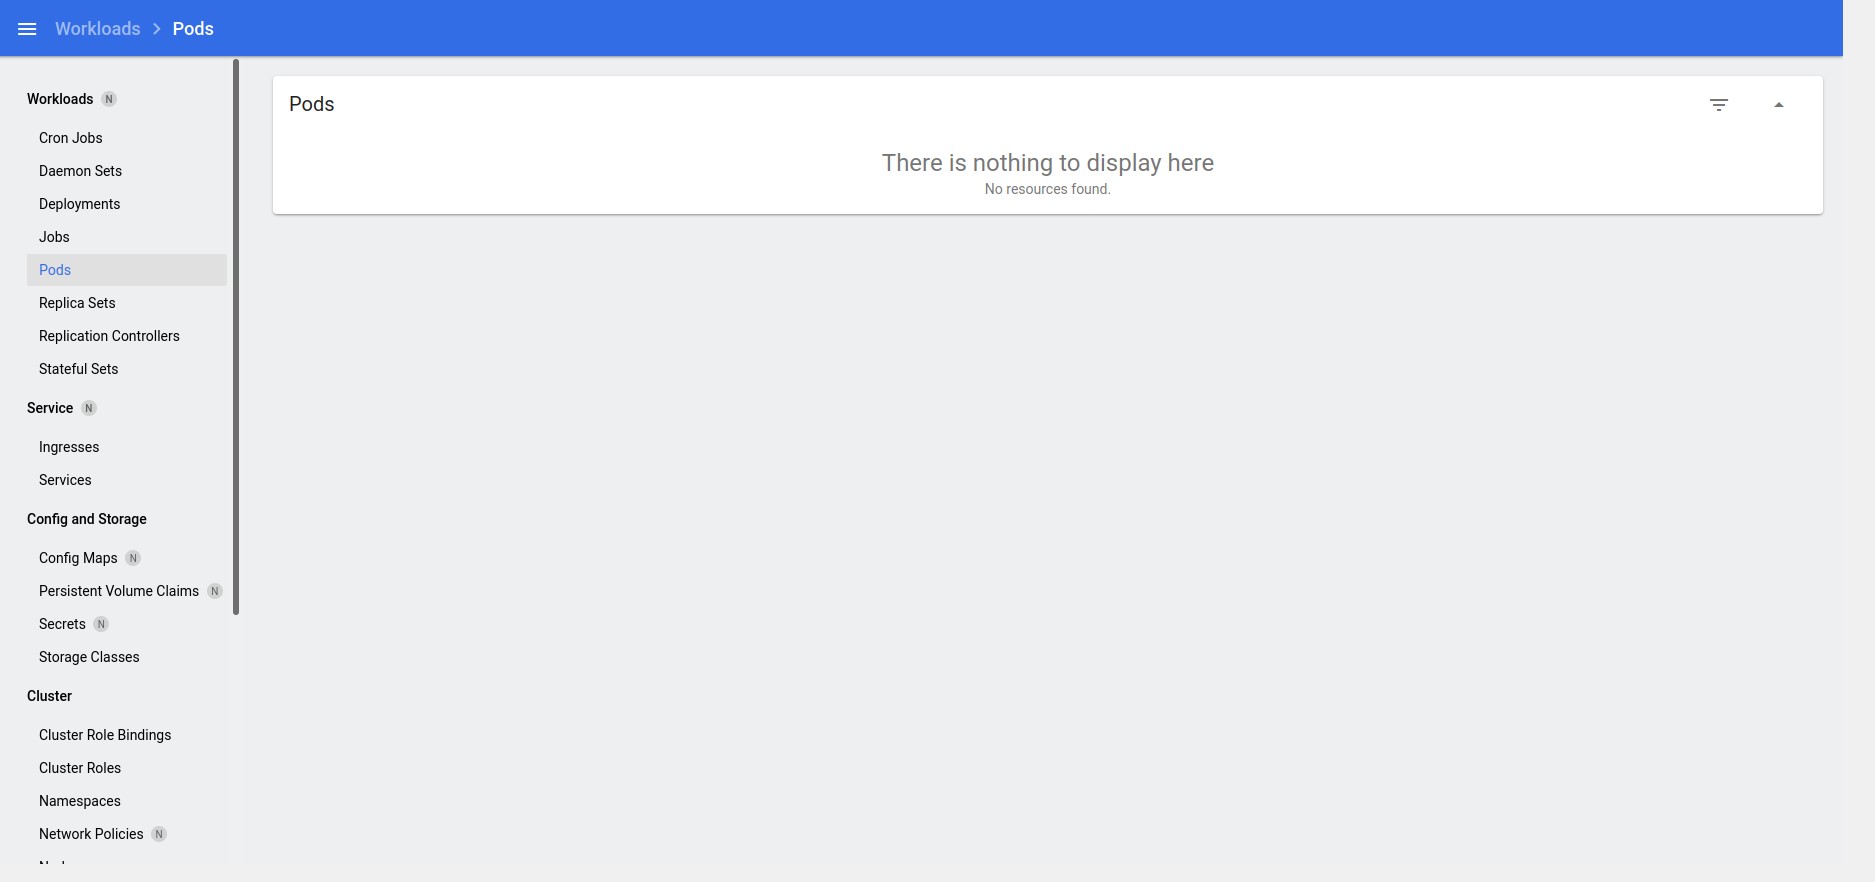 Workloads > Pods
Workloads N
Cron Jobs
Daemon Sets
Deployments
Jobs
Pods
Replica Sets
Replication Controllers
Stateful Sets
Service N
Ingresses
Services
Config and Storage
Config Maps N
Persistent Volume Claims N
Secrets N
Storage Classes
Cluster
Cluster Role Bindings
Cluster Roles
Namespaces
Network Policies N
Pods
There is nothing to display here
No resources found.